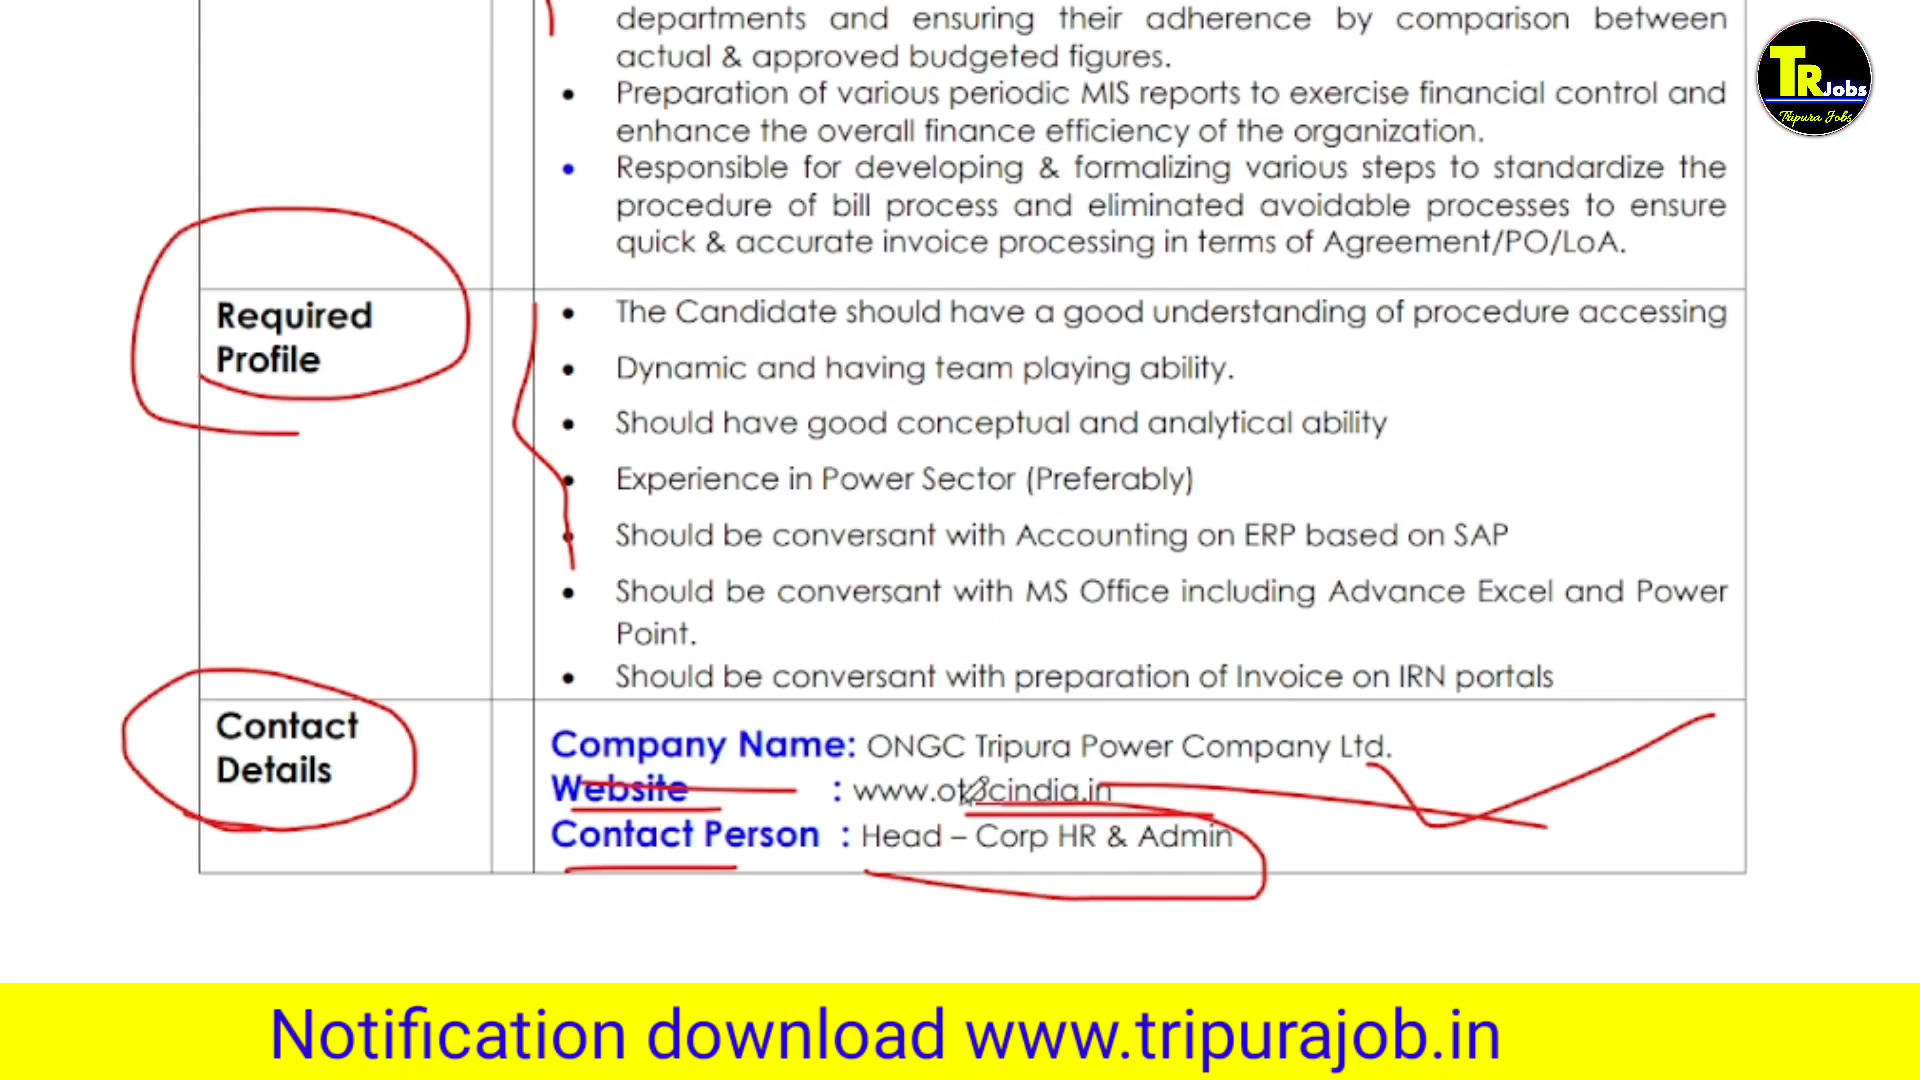 departments and ensuring their adherence by comparison between
actual & approved budgeted figures.
• Preparation of various periodic MIS reports to exercise financial control and
enhance the overall finance efficiency of the organization.
• Responsible for developing & formalizing various steps to standardize the
procedure of bill process and eliminated avoidable processes to ensure
quick & accurate invoice processing in terms of Agreement/PO/LoA.
Required
Profile
• The Candidate should have a good understanding of procedure accessing
• Dynamic and having team playing ability.
• Should have good conceptual and analytical ability
• Experience in Power Sector (Preferably)
• Should be conversant with Accounting on ERP based on SAP
• Should be conversant with MS Office including Advance Excel and Power
Point.
• Should be conversant with preparation of Invoice on IRN portals
Contact
Details
Company Name: ONGC Tripura Power Company Ltd.
Website :
Contact Person : Head – Corp HR & Admin
TR Jobs
Tripura Jobs
Notification download www.tripurajob.in